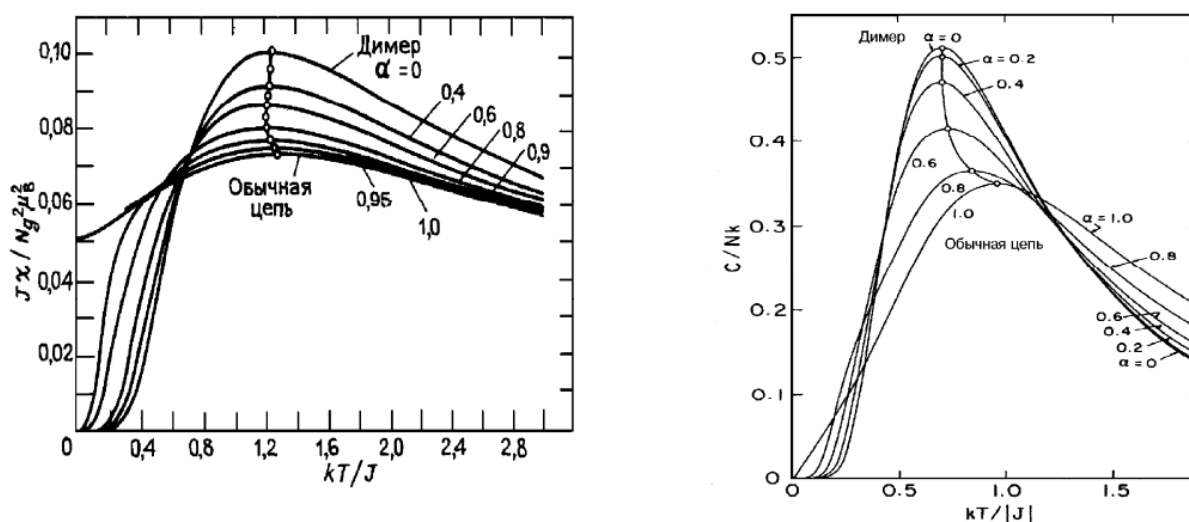 Jχ / Ng²μ²_B
0,10
0,08
0,06
0,04
0,02
0
0,4
0,8
1,2
1,6
2,0
2,4
2,8
kT/J
Димер
α=0
0,4
0,6
0,8
0,9
0,95
1,0
Обычная
цепь
C/Nk
0.5
0.4
0.3
0.2
0.1
0
0
0.5
1.0
1.5
kT/|J|
Димер
α=0
α=0.2
0.4
0.6
0.8
1.0
Обычная цепь
α=1.0
0.8
0.6
0.4
0.2
α=0